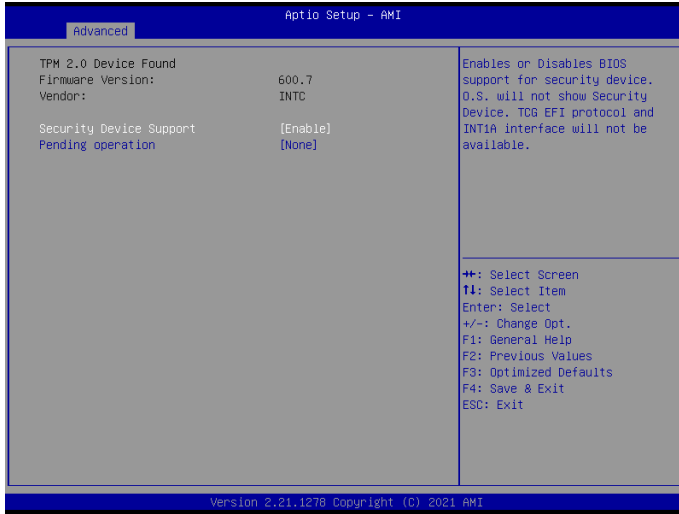 Aptio Setup – AMI
Advanced
TPM 2.0 Device Found
Firmware Version: 600.7
Vendor: INTC
Security Device Support [Enable]
Pending operation [None]
Enables or Disables BIOS
support for security device.
O.S. will not show Security
Device. TCG EFI protocol and
INT1A interface will not be
available.
→←: Select Screen
↑↓: Select Item
Enter: Select
+/-: Change Opt.
F1: General Help
F2: Previous Values
F3: Optimized Defaults
F4: Save & Exit
ESC: Exit
Version 2.21.1278 Copyright (C) 2021 AMI